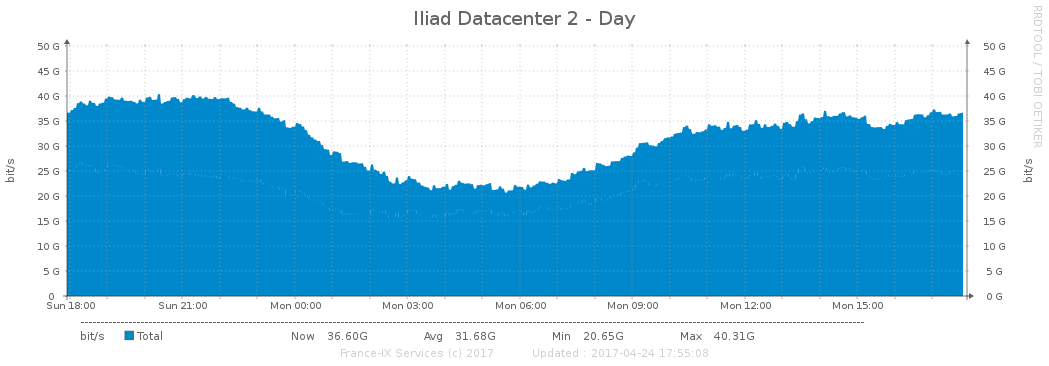 Iliad Datacenter 2 - Day
RRDTOOL / TOBI OETIKER
50 G 50 G
45 G 45 G
40 G 40 G
35 G 35 G
30 G 30 G
25 G 25 G
20 G 20 G
15 G 15 G
10 G 10 G
5 G 5 G
0 0 G
bit/s bit/s
Sun 18:00 Sun 21:00 Mon 00:00 Mon 03:00 Mon 06:00 Mon 09:00 Mon 12:00 Mon 15:00
bit/s Total Now 36.60G Avg 31.68G Min 20.65G Max 40.31G
France-IX Services (c) 2017 Updated : 2017-04-24 17:55:08